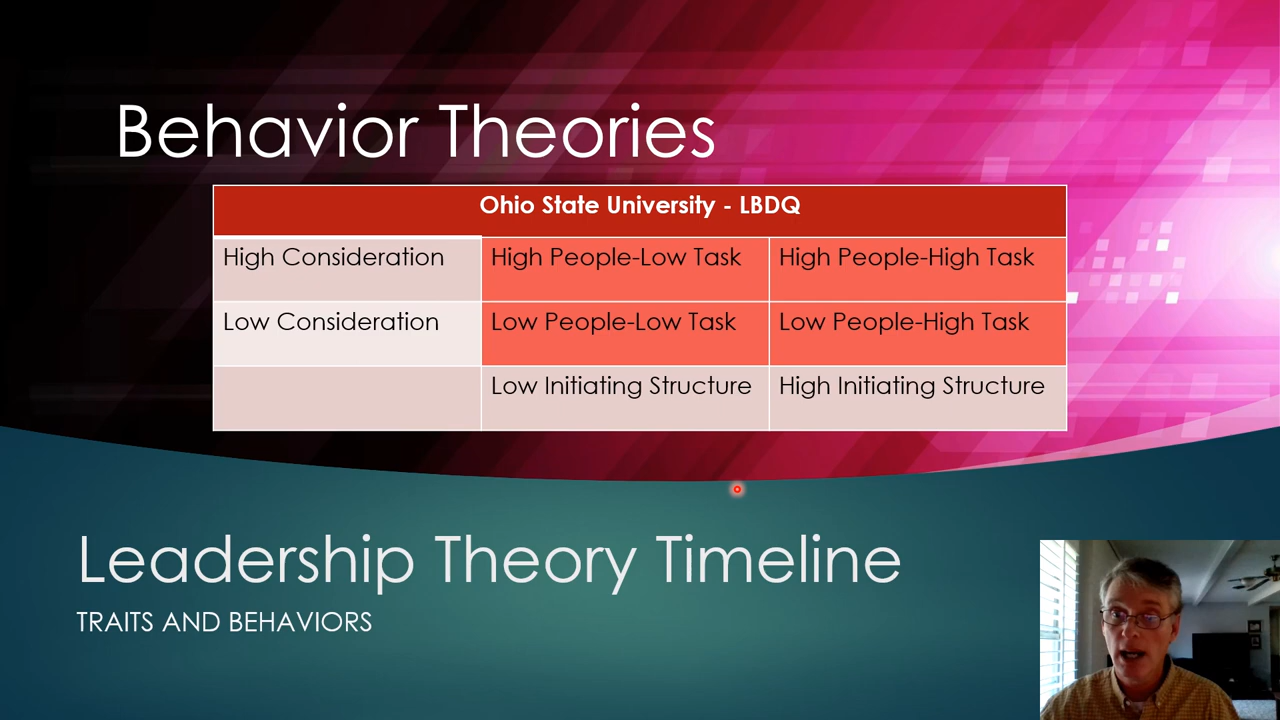 Behavior Theories
Ohio State University - LBDQ
High Consideration
High People-Low Task
High People-High Task
Low Consideration
Low People-Low Task
Low People-High Task
Low Initiating Structure
High Initiating Structure
Leadership Theory Timeline
TRAITS AND BEHAVIORS